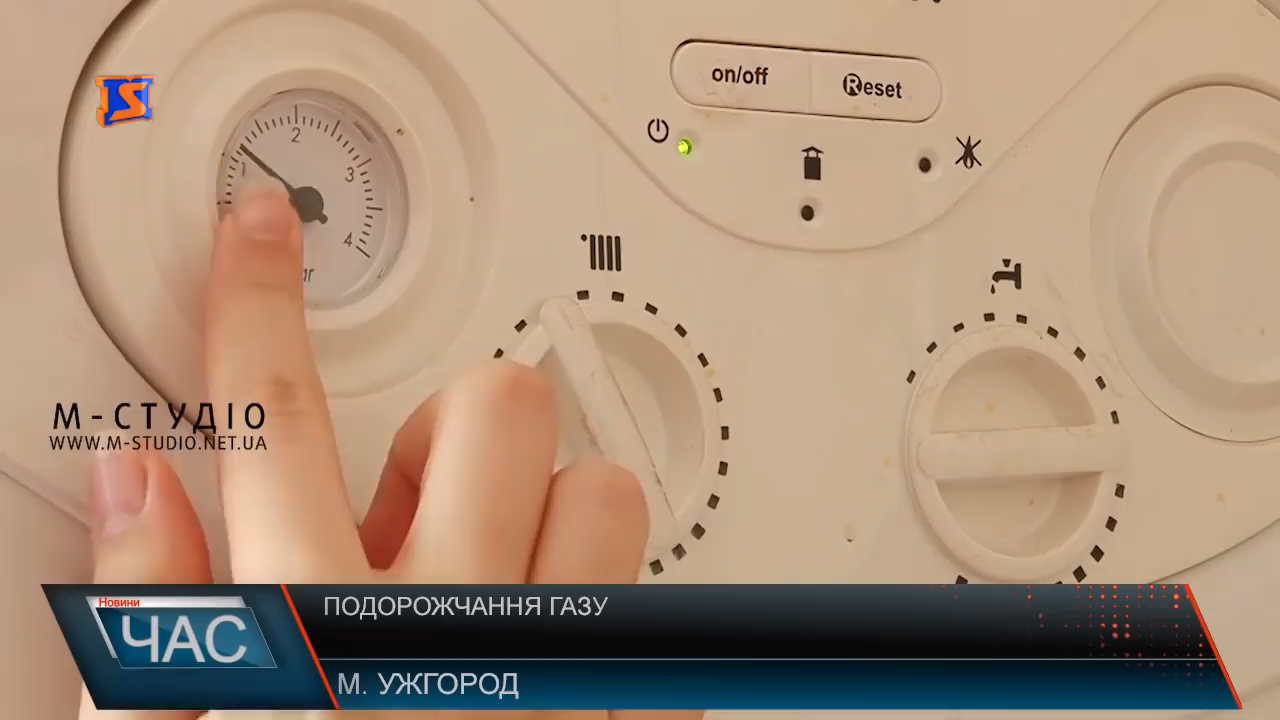 on/off
Reset
2
1
3
4
М-СТУДІО
WWW.M-STUDIO.NET.UA
Новини
ЧАС
ПОДОРОЖЧАННЯ ГАЗУ
М. УЖГОРОД